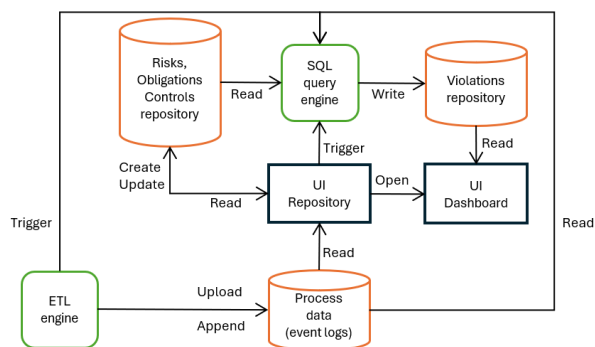 Risks,
Obligations
Controls
repository
Read
SQL
query
engine
Write
Violations
repository
Create
Update
Read
Trigger
UI
Repository
Open
Read
UI
Dashboard
Trigger
Read
Read
ETL
engine
Upload
Append
Process
data
(event logs)